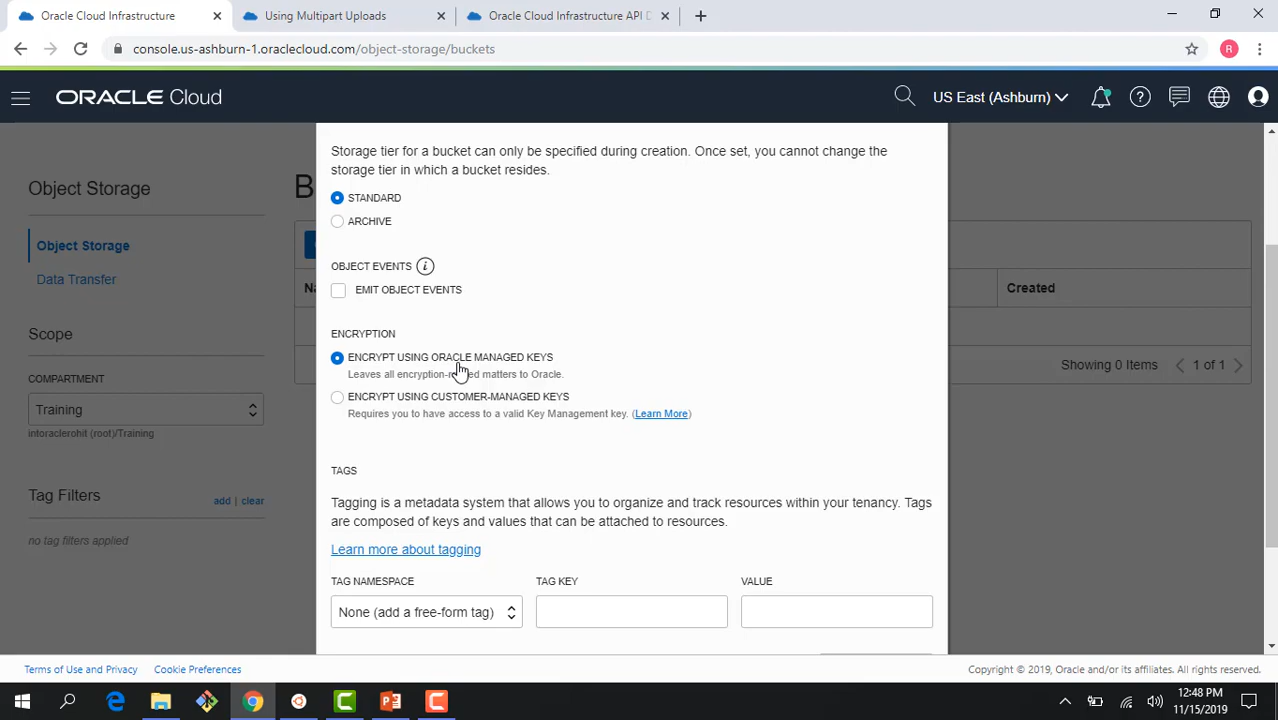 Oracle Cloud Infrastructure
Using Multipart Uploads
Oracle Cloud Infrastructure API D
console.us-ashburn-1.oraclecloud.com/object-storage/buckets
R
ORACLE Cloud
US East (Ashburn)
Object Storage
Object Storage
Data Transfer
Scope
COMPARTMENT
Training
intoraclerohit (root)/Training
Tag Filters
add | clear
no tag filters applied
B
Na
Created
Showing 0 Items
1 of 1
Storage tier for a bucket can only be specified during creation. Once set, you cannot change the
storage tier in which a bucket resides.
STANDARD
ARCHIVE
OBJECT EVENTS
EMIT OBJECT EVENTS
ENCRYPTION
ENCRYPT USING ORACLE MANAGED KEYS
Leaves all encryption-related matters to Oracle.
ENCRYPT USING CUSTOMER-MANAGED KEYS
Requires you to have access to a valid Key Management key. (Learn More)
TAGS
Tagging is a metadata system that allows you to organize and track resources within your tenancy. Tags
are composed of keys and values that can be attached to resources.
Learn more about tagging
TAG NAMESPACE
TAG KEY
VALUE
None (add a free-form tag)
Terms of Use and Privacy
Cookie Preferences
Copyright © 2019, Oracle and/or its affiliates. All rights reserved.
12:48 PM
11/15/2019